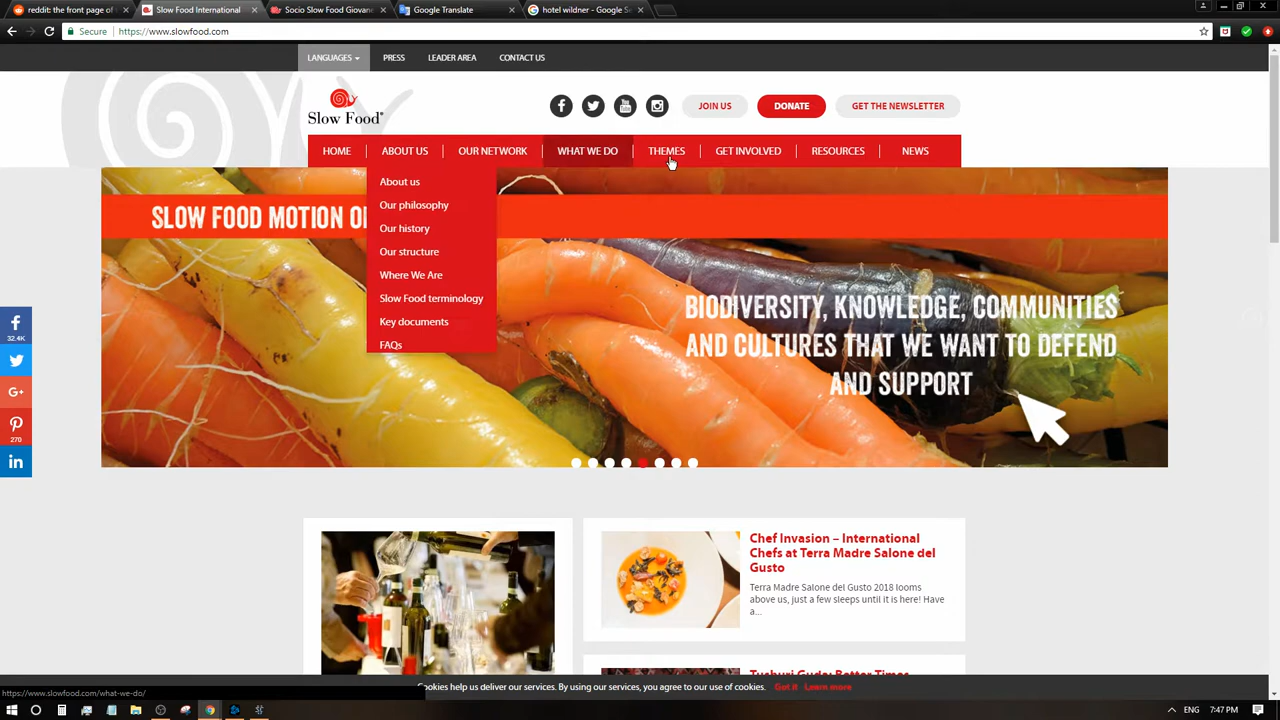 reddit: the front page of
Slow Food International
Socio Slow Food Giovane
Google Translate
hotel wildner - Google S
Secure
https://www.slowfood.com
LANGUAGES
PRESS
LEADER AREA
CONTACT US
Slow Food®
JOIN US
DONATE
GET THE NEWSLETTER
HOME
ABOUT US
OUR NETWORK
WHAT WE DO
THEMES
GET INVOLVED
RESOURCES
NEWS
About us
Our philosophy
Our history
Our structure
Where We Are
Slow Food terminology
Key documents
FAQs
SLOW FOOD MOTION
BIODIVERSITY, KNOWLEDGE, COMMUNITIES
AND CULTURES THAT WE WANT TO DEFEND
AND SUPPORT
32.4K
270
Chef Invasion – International
Chefs at Terra Madre Salone del
Gusto
Terra Madre Salone del Gusto 2018 looms
above us, just a few sleeps until it is here! Have
a...
https://www.slowfood.com/what-we-do/
Cookies help us deliver our services. By using our services, you agree to our use of cookies.
Got it
Learn more
ENG
7:47 PM